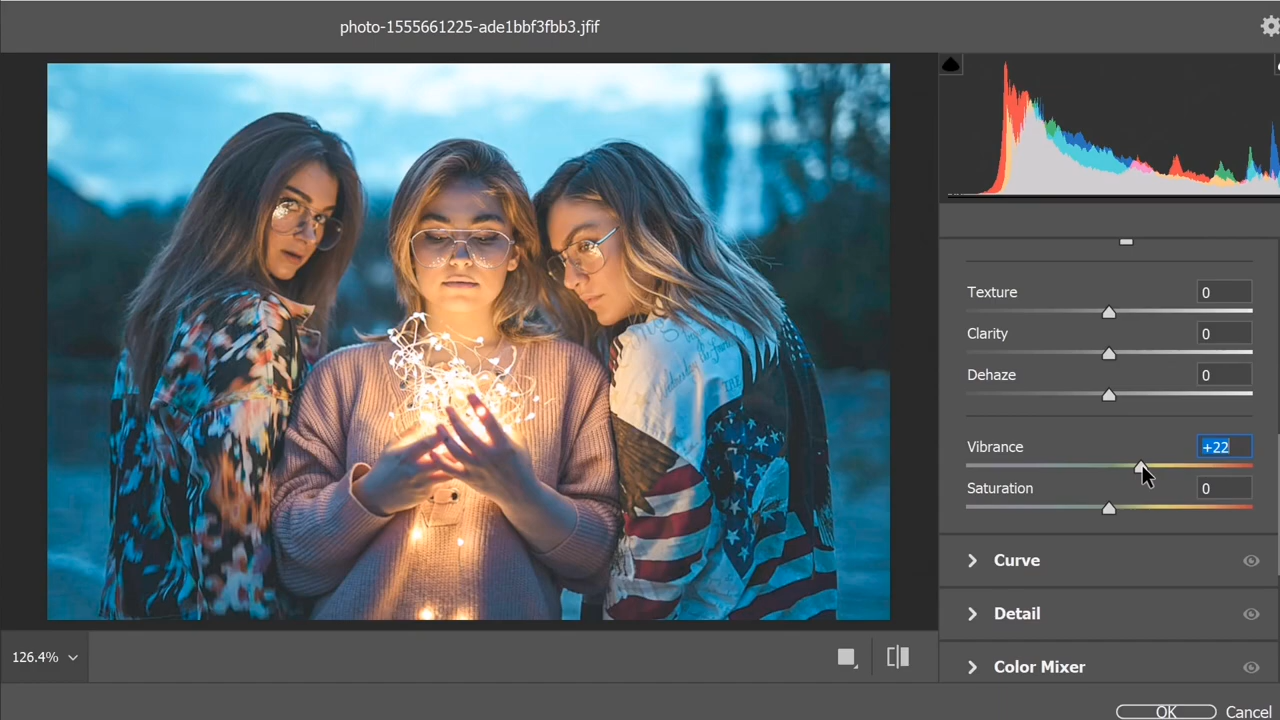 photo-1555661225-ade1bbf3fbb3.jfif
Texture 0
Clarity 0
Dehaze 0
Vibrance +22
Saturation 0
Curve
Detail
Color Mixer
126.4%
OK Cancel